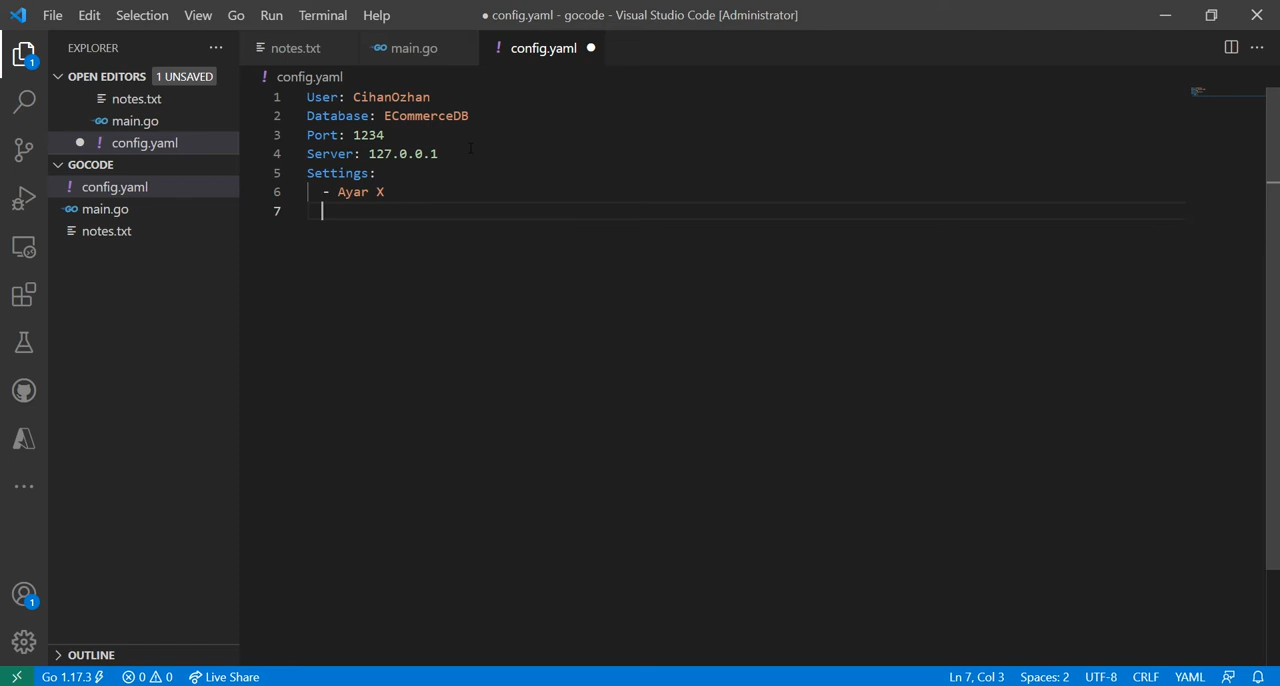 File Edit Selection View Go Run Terminal Help
● config.yaml - gocode - Visual Studio Code [Administrator]
EXPLORER
OPEN EDITORS 1 UNSAVED
notes.txt
main.go
config.yaml
GOCODE
config.yaml
main.go
notes.txt
OUTLINE
notes.txt
main.go
config.yaml
config.yaml
1 User: CihanOzhan
2 Database: ECommerceDB
3 Port: 1234
4 Server: 127.0.0.1
5 Settings:
6 - Ayar X
7
1
1
Go 1.17.3 0 0 Live Share
Ln 7, Col 3 Spaces: 2 UTF-8 CRLF YAML